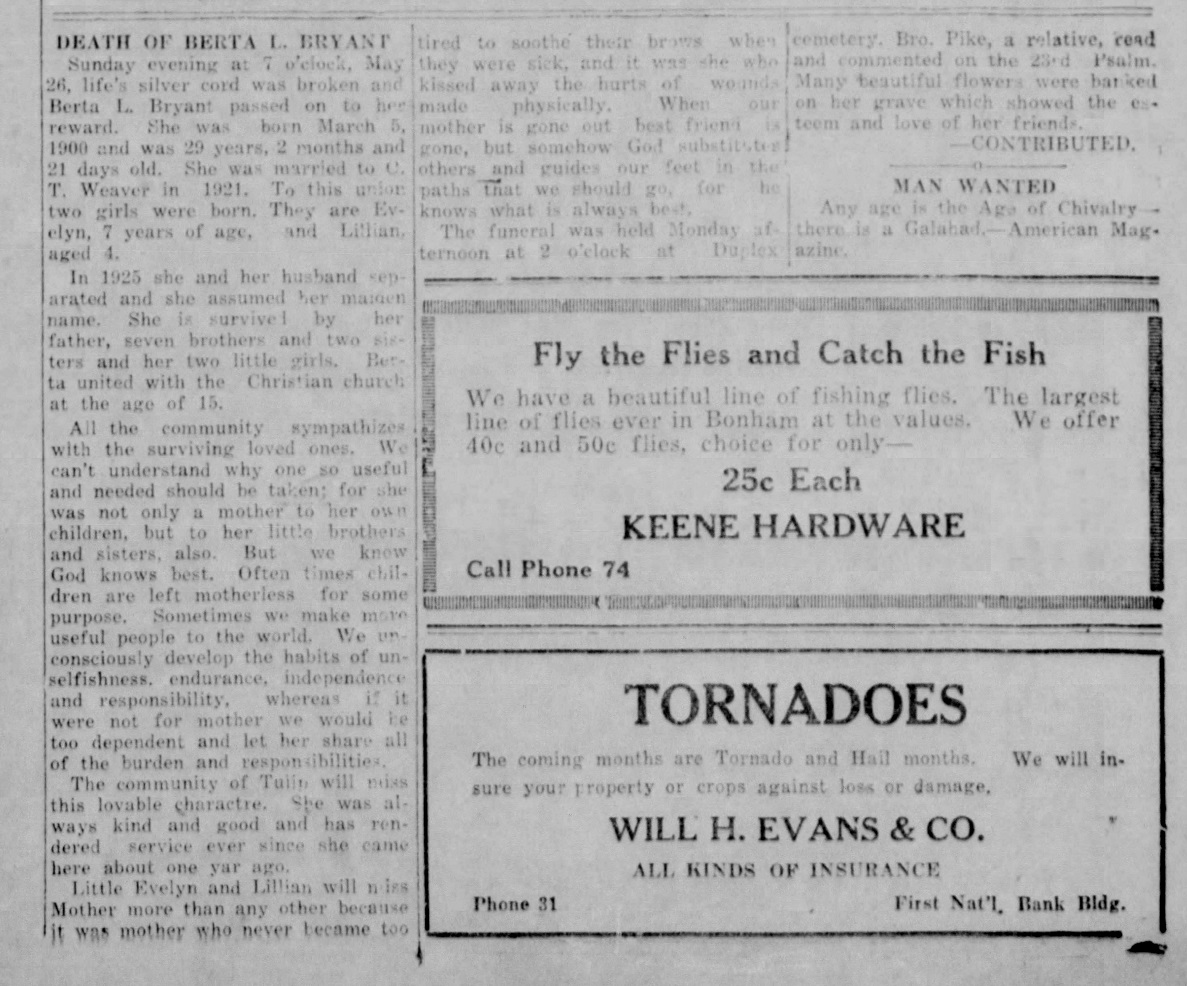 DEATH OF BERTA L. BRYANT
Sunday evening at 7 o'clock, May
26, life's silver cord was broken and
Berta L. Bryant passed on to her
reward. She was born March 5,
1900 and was 29 years, 2 months and
21 days old. She was married to C.
T. Weaver in 1921. To this union
two girls were born. They are Ev-
elyn, 7 years of age, and Lillian,
aged 4.
In 1925 she and her husband sep-
arated and she assumed her maiden
name. She is survived by her
father, seven brothers and two sis-
ters and her two little girls. Ber-
ta united with the Christian church
at the age of 15.
All the community sympathizes
with the surviving loved ones. We
can't understand why one so useful
and needed should be taken; for she
was not only a mother to her own
children, but to her little brothers
and sisters, also. But we know
God knows best. Often times chil-
dren are left motherless for some
purpose. Sometimes we make more
useful people to the world. We un-
consciously develop the habits of un-
selfishness, endurance, independence
and responsibility, whereas if it
were not for mother we would be
too dependent and let her share all
of the burden and responsibilities.
The community of Tulip will miss
this lovable charactre. She was al-
ways kind and good and has ren-
dered service ever since she came
here about one yar ago.
Little Evelyn and Lillian will miss
Mother more than any other because
it was mother who never became too
tired to soothe their brows when
they were sick, and it was she who
kissed away the hurts of wounds
made physically. When our
mother is gone out best friend is
gone, but somehow God substitutes
others and guides our feet in the
paths that we should go, for he
knows what is always best.
The funeral was held Monday af-
ternoon at 2 o'clock at Duplex
cemetery. Bro. Pike, a relative, read
and commented on the 23rd Psalm.
Many beautiful flowers were banked
on her grave which showed the es-
teem and love of her friends.
—CONTRIBUTED.
MAN WANTED
Any age is the Age of Chivalry—
there is a Galahad.—American Mag-
azine.
Fly the Flies and Catch the Fish
We have a beautiful line of fishing flies. The largest
line of flies ever in Bonham at the values. We offer
40c and 50c flies, choice for only—
25c Each
KEENE HARDWARE
Call Phone 74
TORNADOES
The coming months are Tornado and Hail months. We will in-
sure your property or crops against loss or damage.
WILL H. EVANS & CO.
ALL KINDS OF INSURANCE
Phone 31 First Nat'l. Bank Bldg.